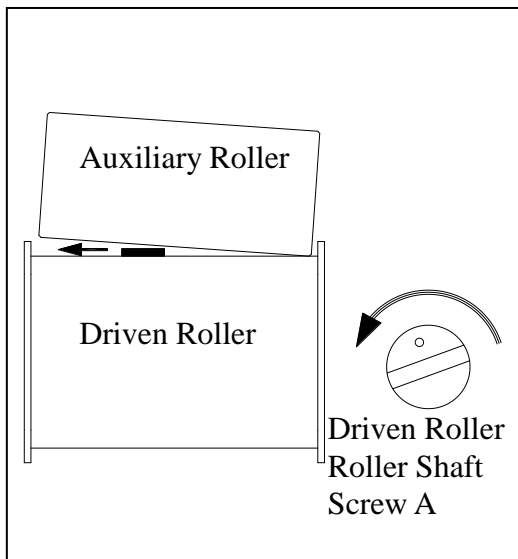 Auxiliary Roller
Driven Roller
Driven Roller
Roller Shaft
Screw A